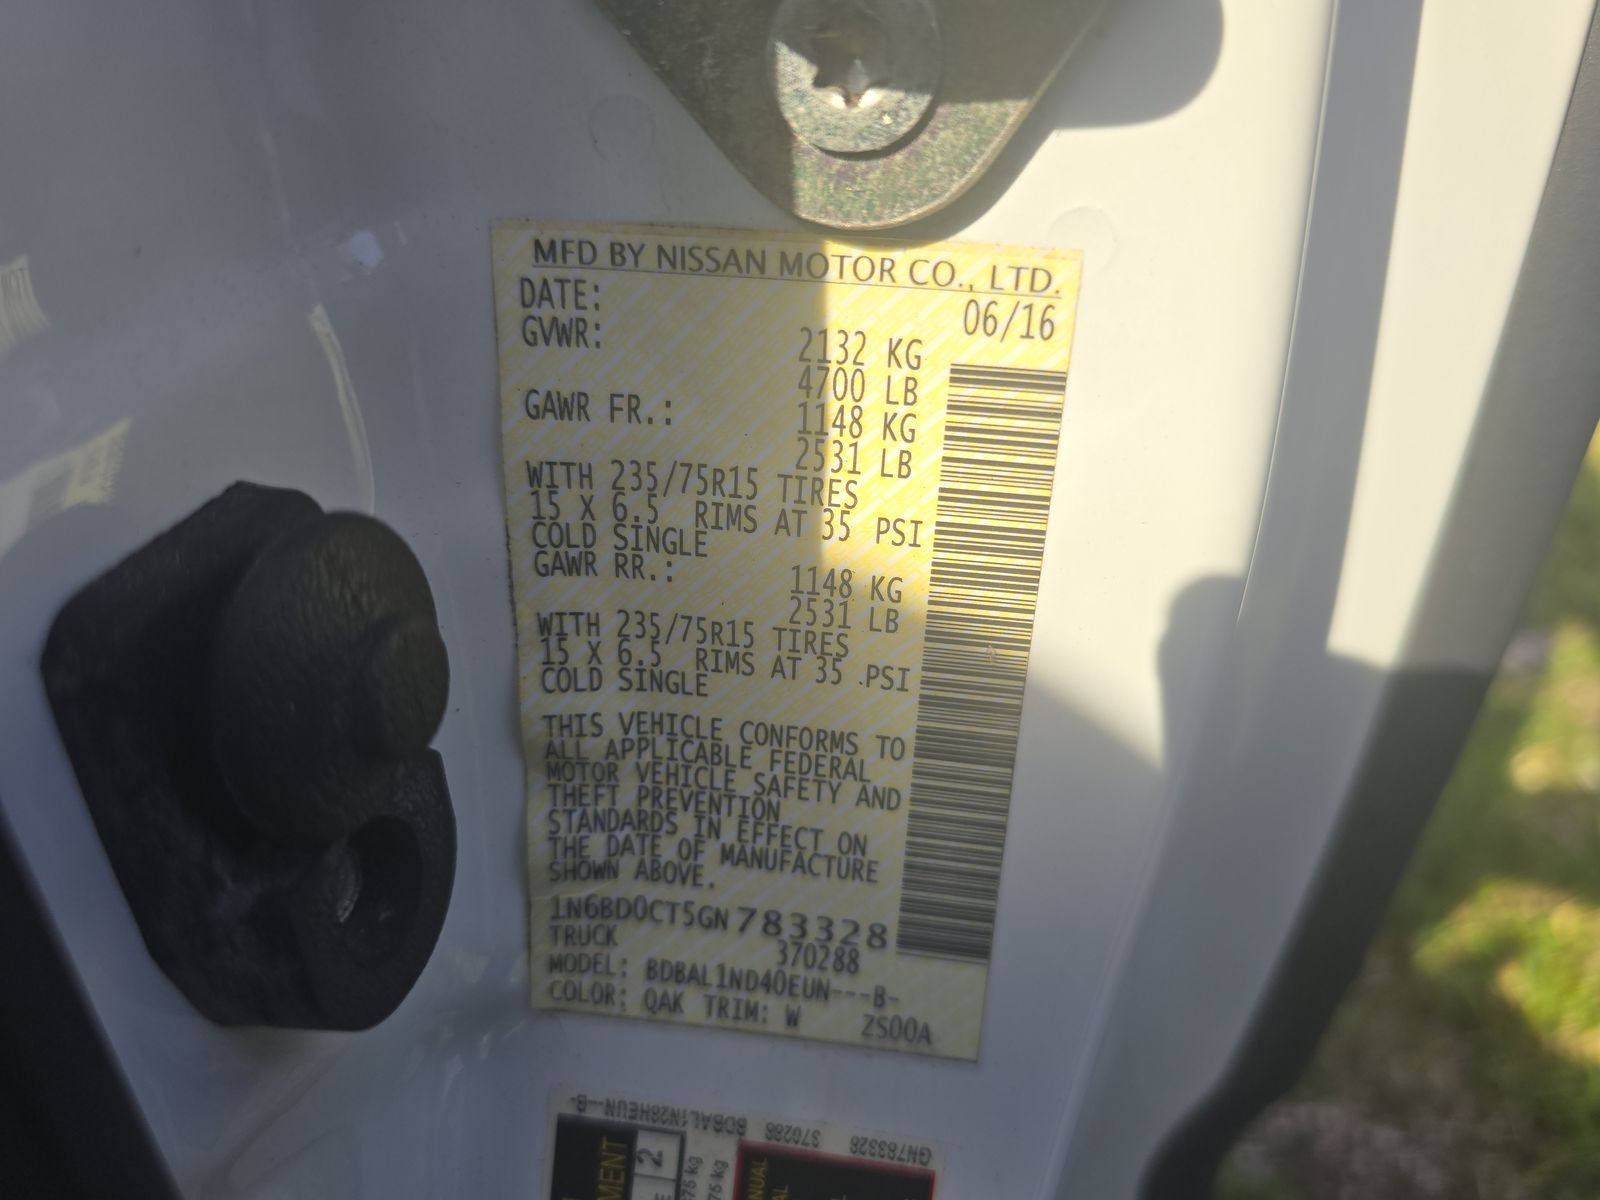 MFD BY NISSAN MOTOR CO., LTD.
DATE: 06/16
GVWR: 2132 KG
4700 LB
GAWR FR.: 1148 KG
2531 LB
WITH 235/75R15 TIRES
15 X 6.5 RIMS AT 35 PSI
COLD SINGLE
GAWR RR.: 1148 KG
2531 LB
WITH 235/75R15 TIRES
15 X 6.5 RIMS AT 35 PSI
COLD SINGLE
THIS VEHICLE CONFORMS TO
ALL APPLICABLE FEDERAL
MOTOR VEHICLE SAFETY AND
THEFT PREVENTION
STANDARDS IN EFFECT ON
THE DATE OF MANUFACTURE
SHOWN ABOVE.
1N6BD0CT5GN783328
TRUCK 370288
MODEL: BDBAL1ND40EUN---B-
COLOR: QAK TRIM: W ZS00A
GN783328 370288
2